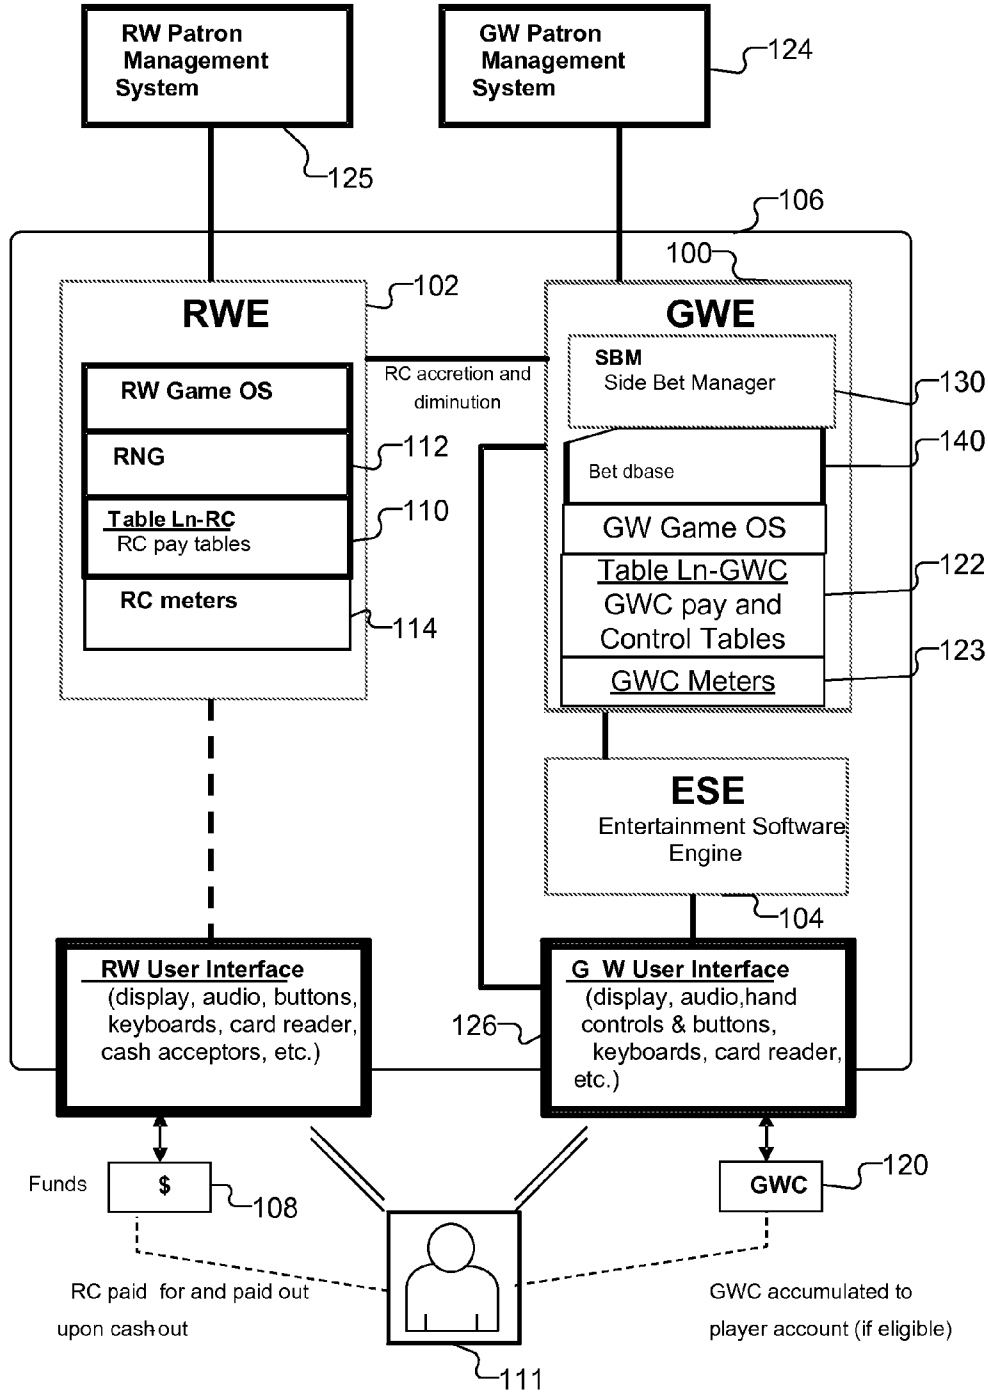 RW Patron
Management
System
GW Patron
Management
System
124
125
106
100
102
RWE
GWE
RC accretion and
diminution
SBM
Side Bet Manager
130
RW Game OS
RNG
112
Table Ln-RC
RC pay tables
110
RC meters
114
140
Bet dbase
GW Game OS
Table Ln-GWC
GWC pay and
Control Tables
122
GWC Meters
123
ESE
Entertainment Software
Engine
104
RW User Interface
(display, audio, buttons,
keyboards, card reader,
cash acceptors, etc.)
G W User Interface
(display, audio,hand
controls & buttons,
keyboards, card reader,
etc.)
126
Funds
$
108
GWC
120
RC paid for and paid out
upon cash-out
GWC accumulated to
player account (if eligible)
111